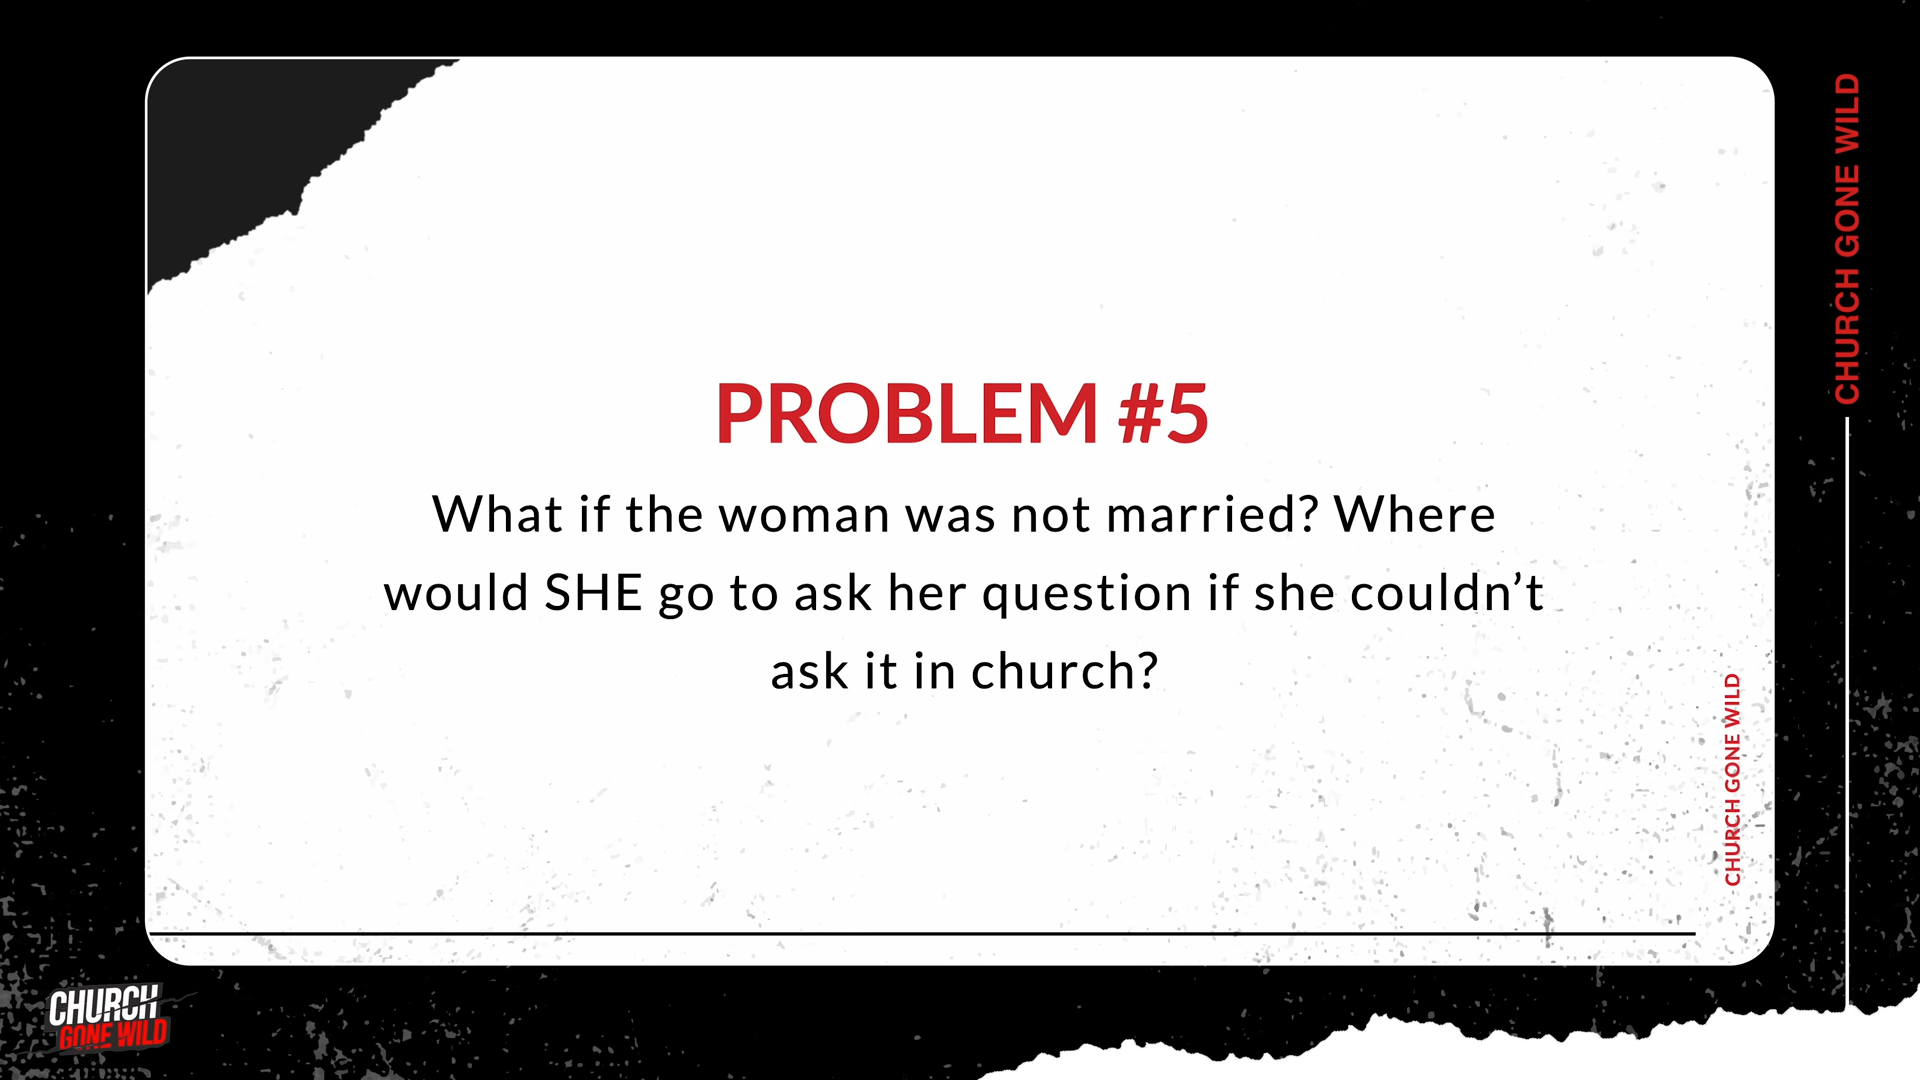 PROBLEM #5
What if the woman was not married? Where
would SHE go to ask her question if she couldn’t
ask it in church?
CHURCH GONE WILD
CHURCH GONE WILD
CHURCH
GONE WILD